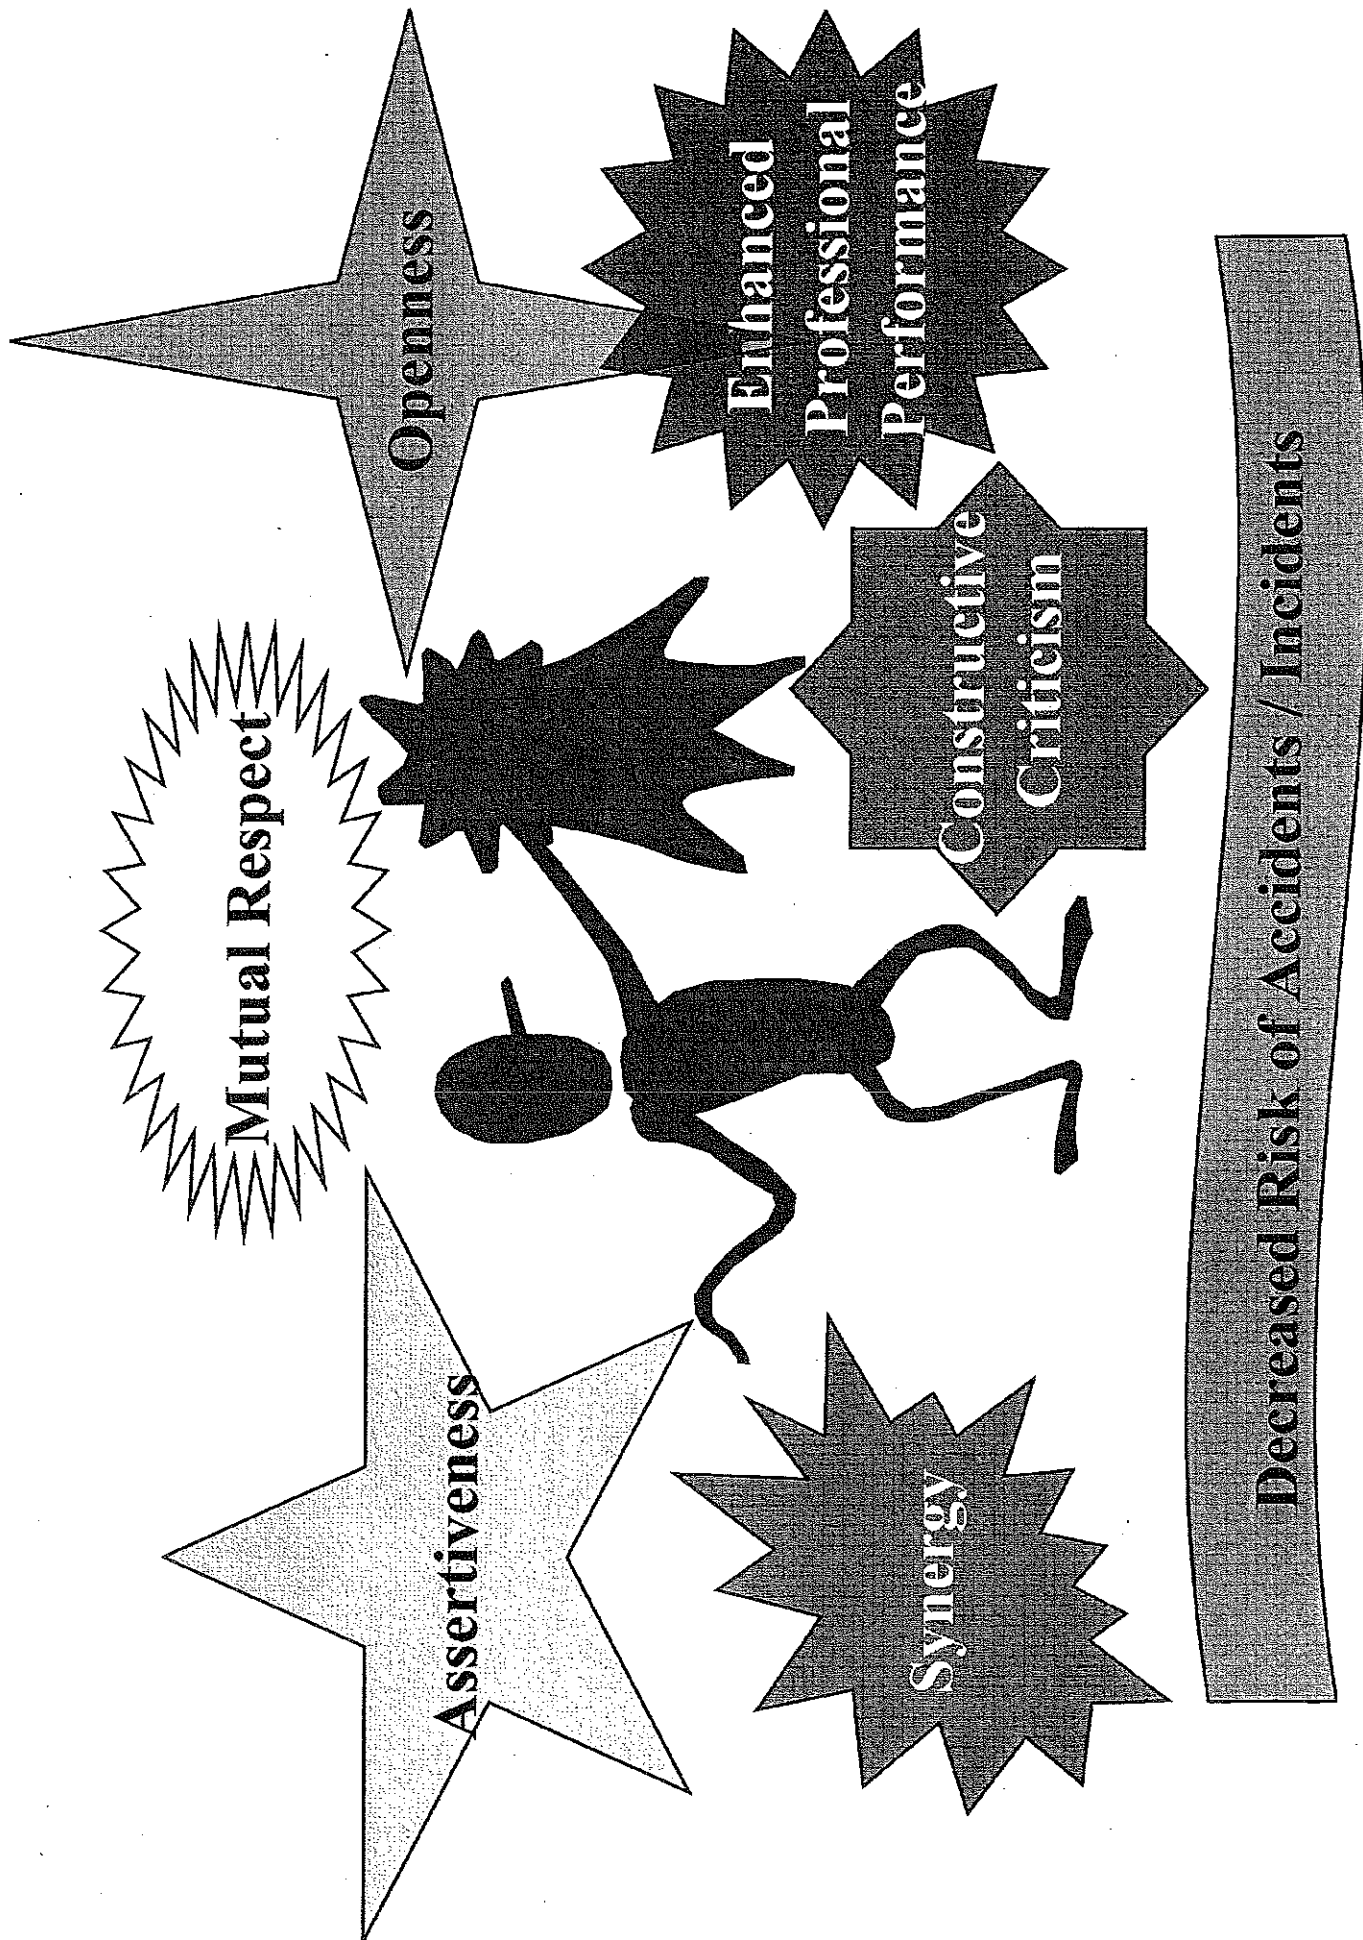 Mutual Respect
Assertiveness
Openness
Synergy
Constructive
Criticism
Enhanced
Professional
Performance
Decreased Risk of Accidents / Incidents